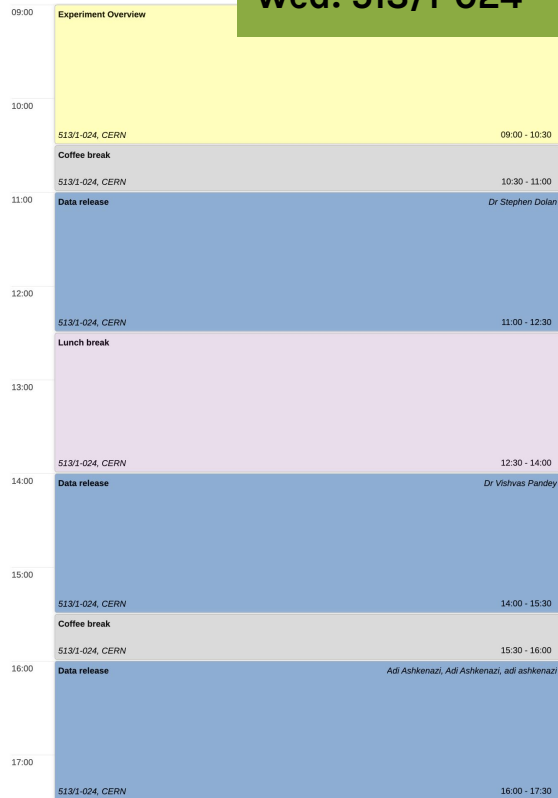 Wed: 513/1-024
09:00
Experiment Overview
10:00
513/1-024, CERN
09:00 - 10:30
Coffee break
513/1-024, CERN
10:30 - 11:00
11:00
Data release
Dr Stephen Dolan
12:00
513/1-024, CERN
11:00 - 12:30
Lunch break
13:00
513/1-024, CERN
12:30 - 14:00
14:00
Data release
Dr Vishvas Pandey
15:00
513/1-024, CERN
14:00 - 15:30
Coffee break
513/1-024, CERN
15:30 - 16:00
16:00
Data release
Adi Ashkenazi, Adi Ashkenazi, adi ashkenazi
17:00
513/1-024, CERN
16:00 - 17:30